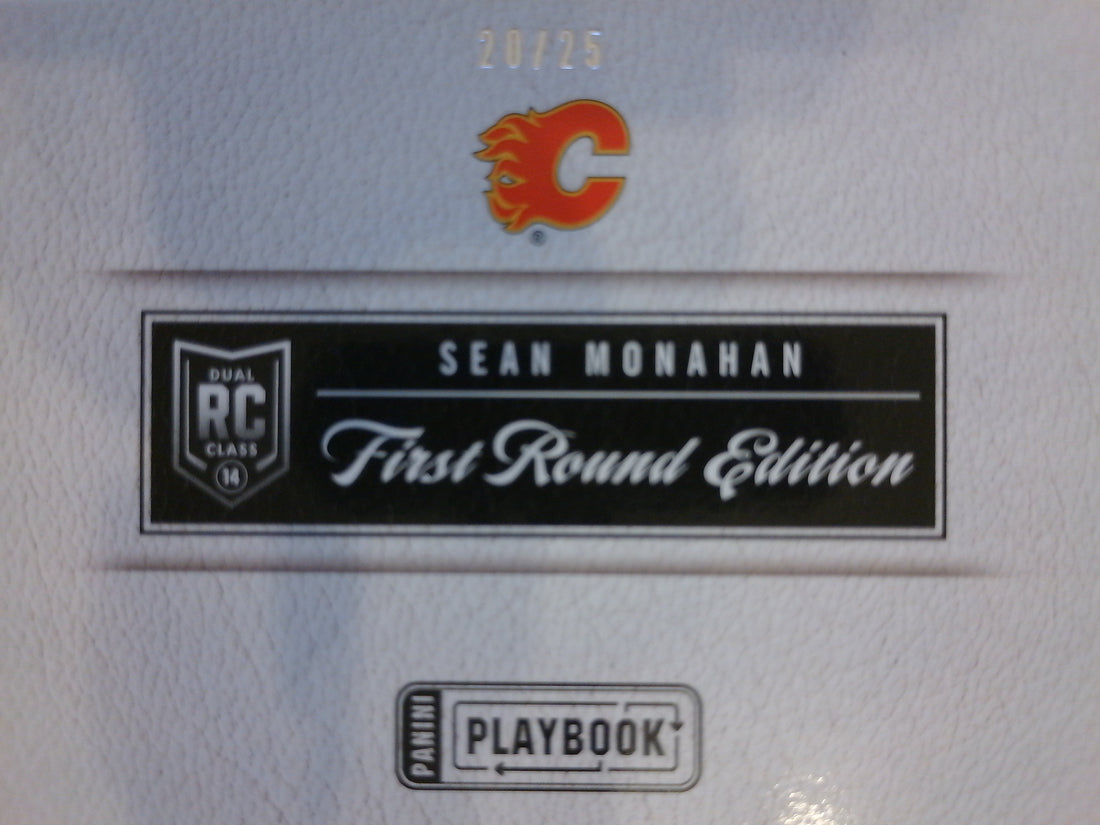 20/25
®
SEAN MONAHAN
DUAL
RC
CLASS
14
First Round Edition
PANINI
PLAYBOOK